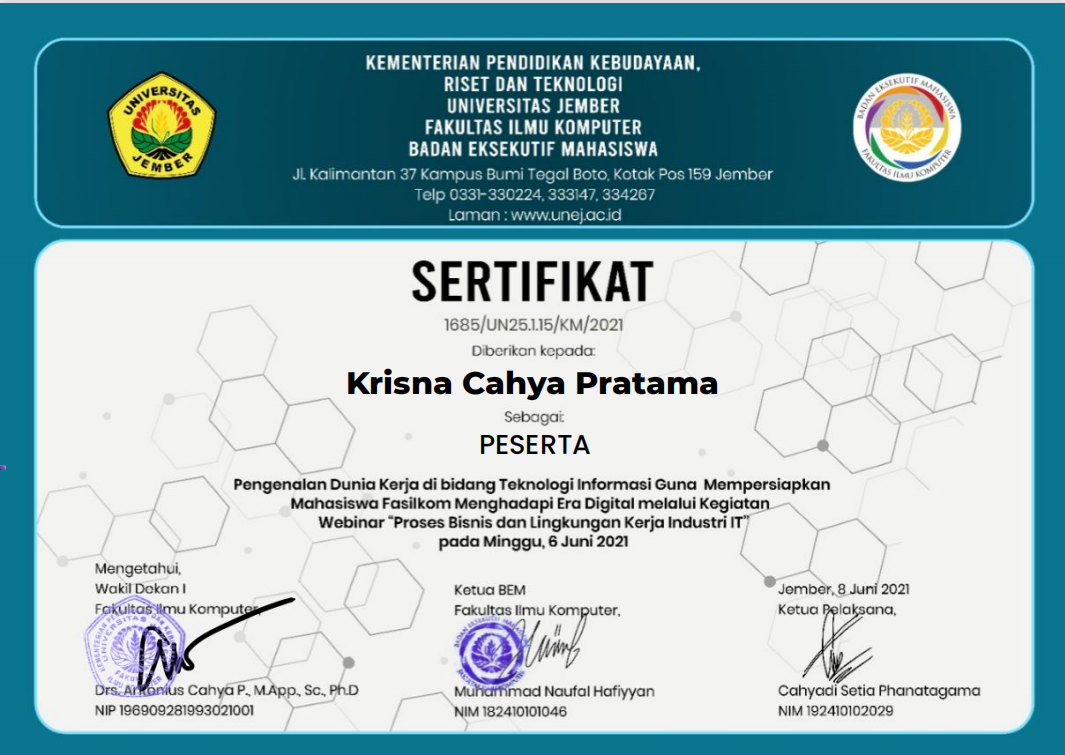 KEMENTERIAN PENDIDIKAN KEBUDAYAAN,
RISET DAN TEKNOLOGI
UNIVERSITAS JEMBER
FAKULTAS ILMU KOMPUTER
BADAN EKSEKUTIF MAHASISWA
Jl. Kalimantan 37 Kampus Bumi Tegal Boto, Kotak Pos 159 Jember
Telp 0331-330224, 333147, 334267
Laman : www.unej.ac.id
UNIVERSITAS
JEMBER
BADAN EKSEKUTIF MAHASISWA
FAKULTAS ILMU KOMPUTER
SERTIFIKAT
1685/UN25.1.15/KM/2021
Diberikan kepada:
Krisna Cahya Pratama
Sebagai:
PESERTA
Pengenalan Dunia Kerja di bidang Teknologi Informasi Guna Mempersiapkan
Mahasiswa Fasilkom Menghadapi Era Digital melalui Kegiatan
Webinar “Proses Bisnis dan Lingkungan Kerja Industri IT”
pada Minggu, 6 Juni 2021
Mengetahui,
Wakil Dekan I
Fakultas Ilmu Komputer,
Drs. Antonius Cahya P., M.App., Sc., Ph.D
NIP 196909281993021001
Ketua BEM
Fakultas Ilmu Komputer,
Muhammad Naufal Hafiyyan
NIM 182410101046
Jember, 8 Juni 2021
Ketua Pelaksana,
Cahyadi Setia Phanatagama
NIM 192410102029